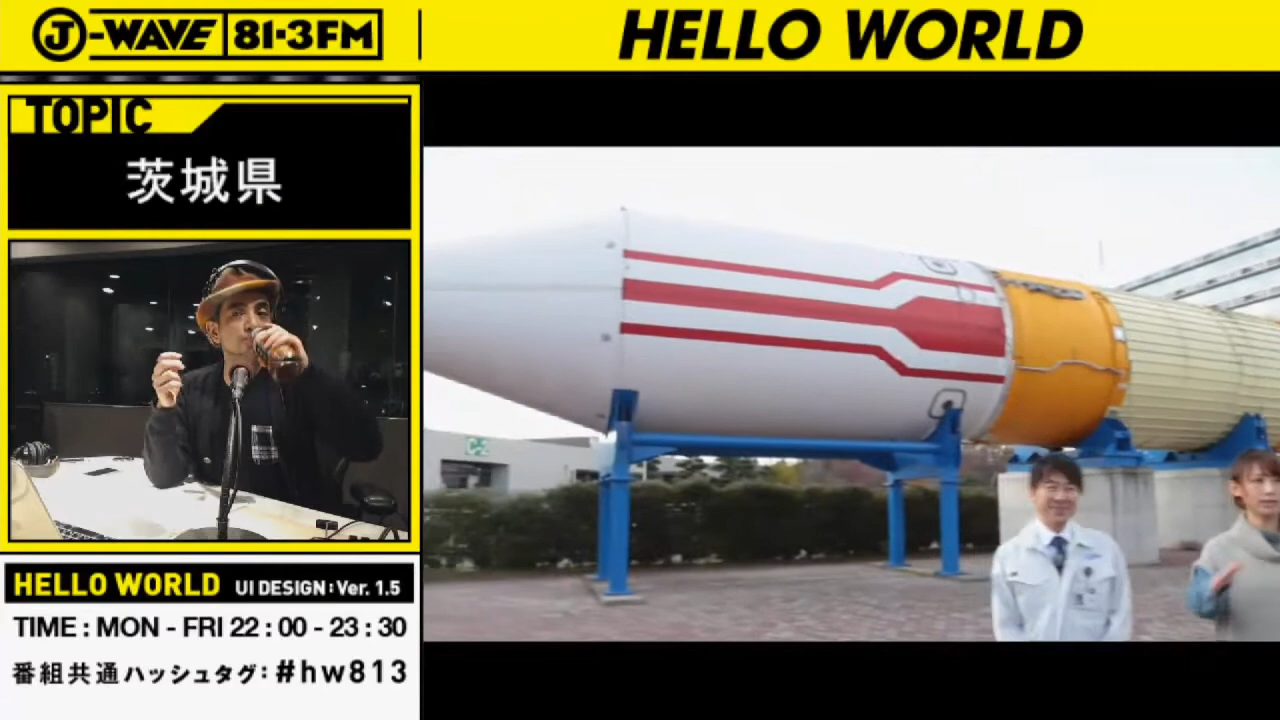 J-WAVE 81.3FM
HELLO WORLD
TOPIC
茨城県
C-5
HELLO WORLD UI DESIGN:Ver. 1.5
TIME : MON - FRI 22 : 00 - 23 : 30
番組共通ハッシュタグ: #hw813